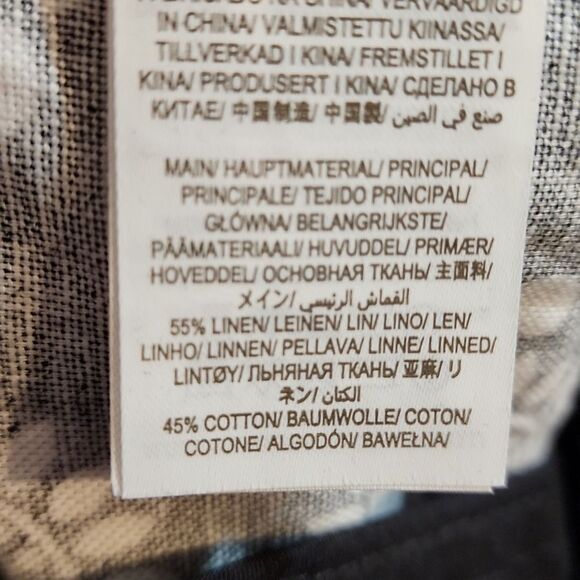 IN CHINA/ VALMISTETTU KIINASSA/
TILLVERKAD I KINA/ FREMSTILLET I
KINA/ PRODUSERT I KINA/ СДЕЛАНО В
КИТАЕ/ 中国制造/ 中国製/ صنع في الصين
MAIN/ HAUPTMATERIAL/ PRINCIPAL/
PRINCIPALE/ TEJIDO PRINCIPAL/
GŁÓWNA/ BELANGRIJKSTE/
PÄÄMATERIAALI/ HUVUDDEL/ PRIMÆR/
HOVEDDEL/ ОСНОВНАЯ ТКАНЬ/ 主面料/
メイン/ القماش الرئيسي/
55% LINEN/ LEINEN/ LIN/ LINO/ LEN/
LINHO/ LINNEN/ PELLAVA/ LINNE/ LINNED/
LINTØY/ ЛЬНЯНАЯ ТКАНЬ/ 亚麻/ リ
ネン/ الكتان/
45% COTTON/ BAUMWOLLE/ COTON/
COTONE/ ALGODÓN/ BAWEŁNA/